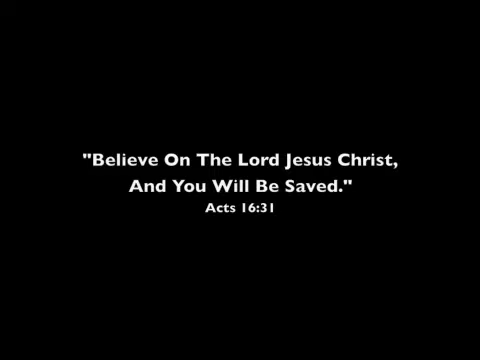 "Believe On The Lord Jesus Christ,
And You Will Be Saved."
Acts 16:31